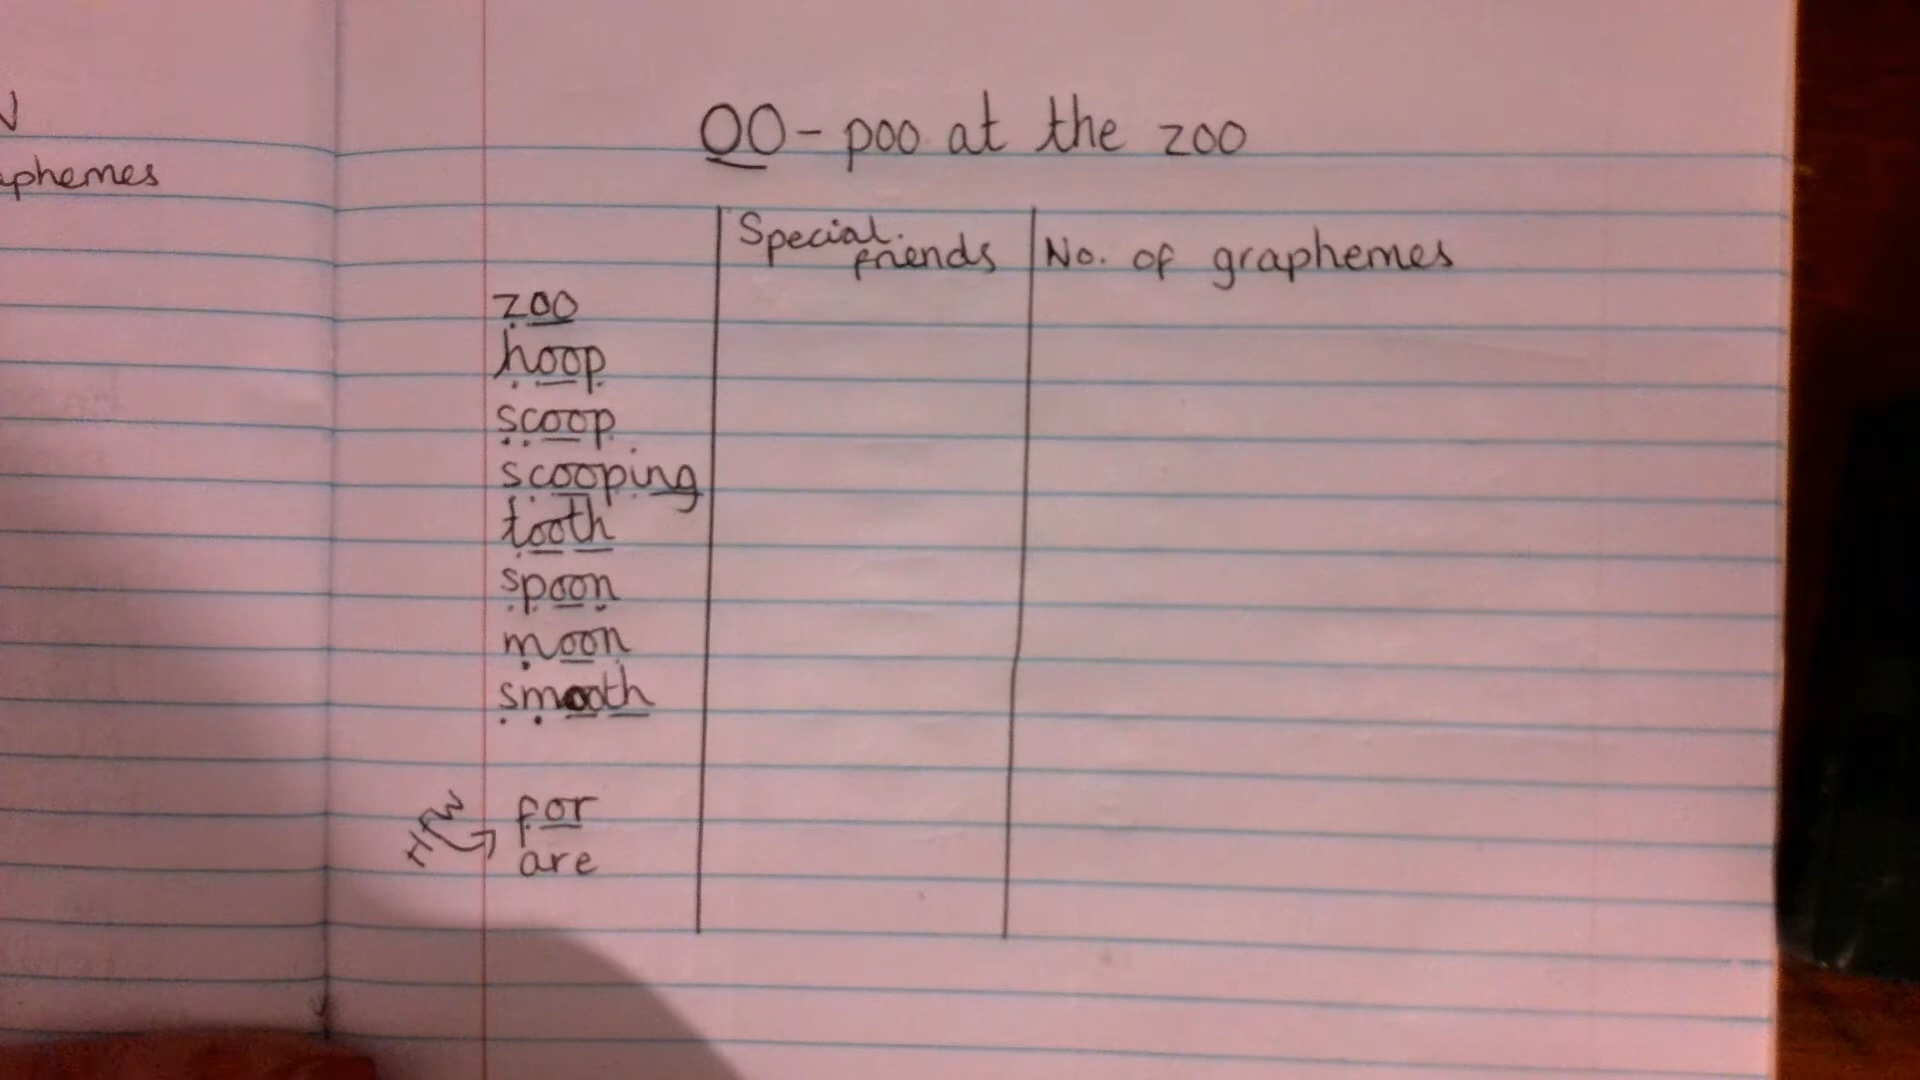 OO - poo at the zoo
Special friends
No. of graphemes
zoo
hoop
scoop
scooping
tooth
spoon
moon
smooth
HFW
for
are